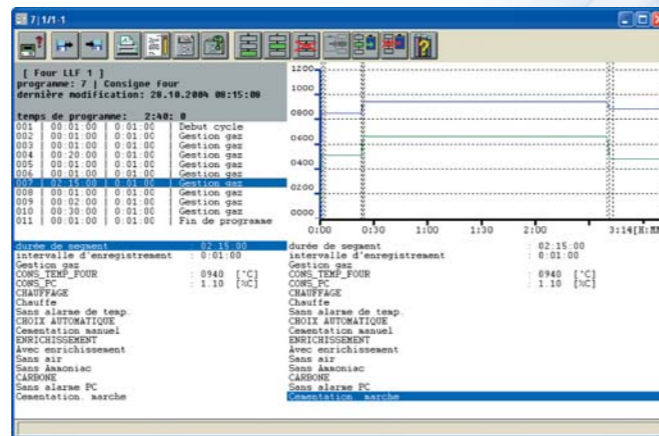 7|1/1-1
[ Four LLF 1 ]
programme: 7 | Consigne four
dernière modification: 28.10.2004 08:15:08
temps de programme: 2:40: 0
001 | 00:01:00 | 0:01:00 | Debut cycle
002 | 00:01:00 | 0:01:00 | Gestion gaz
003 | 00:01:00 | 0:01:00 | Gestion gaz
004 | 00:20:00 | 0:01:00 | Gestion gaz
005 | 00:01:00 | 0:01:00 | Gestion gaz
006 | 00:01:00 | 0:01:00 | Gestion gaz
007 | 02:15:00 | 0:01:00 | Gestion gaz
008 | 00:01:00 | 0:01:00 | Gestion gaz
009 | 00:02:00 | 0:01:00 | Gestion gaz
010 | 00:30:00 | 0:01:00 | Gestion gaz
011 | 00:01:00 | 0:01:00 | Fin de programme
1200
1000
0800
0600
0400
0200
0000
0:00 0:30 1:00 1:30 2:00 3:14[H:MM
durée de segment : 02:15:00
intervalle d'enregistrement : 0:01:00
Gestion gaz
CONS_TEMP_FOUR : 0940 [°C]
CONS_PC : 1.10 [%C]
CHAUFFAGE
Chauffe
Sans alarme de temp.
CHOIX AUTOMATIQUE
Cementation manuel
ENRICHISSEMENT
Avec enrichissement
Sans air
Sans Ammoniac
CARBONE
Sans alarme PC
Cementation. marche
durée de segment : 02:15:00
intervalle d'enregistrement : 0:01:00
Gestion gaz
CONS_TEMP_FOUR : 0940 [°C]
CONS_PC : 1.10 [%C]
CHAUFFAGE
Chauffe
Sans alarme de temp.
CHOIX AUTOMATIQUE
Cementation manuel
ENRICHISSEMENT
Avec enrichissement
Sans air
Sans Ammoniac
CARBONE
Sans alarme PC
Cementation. marche